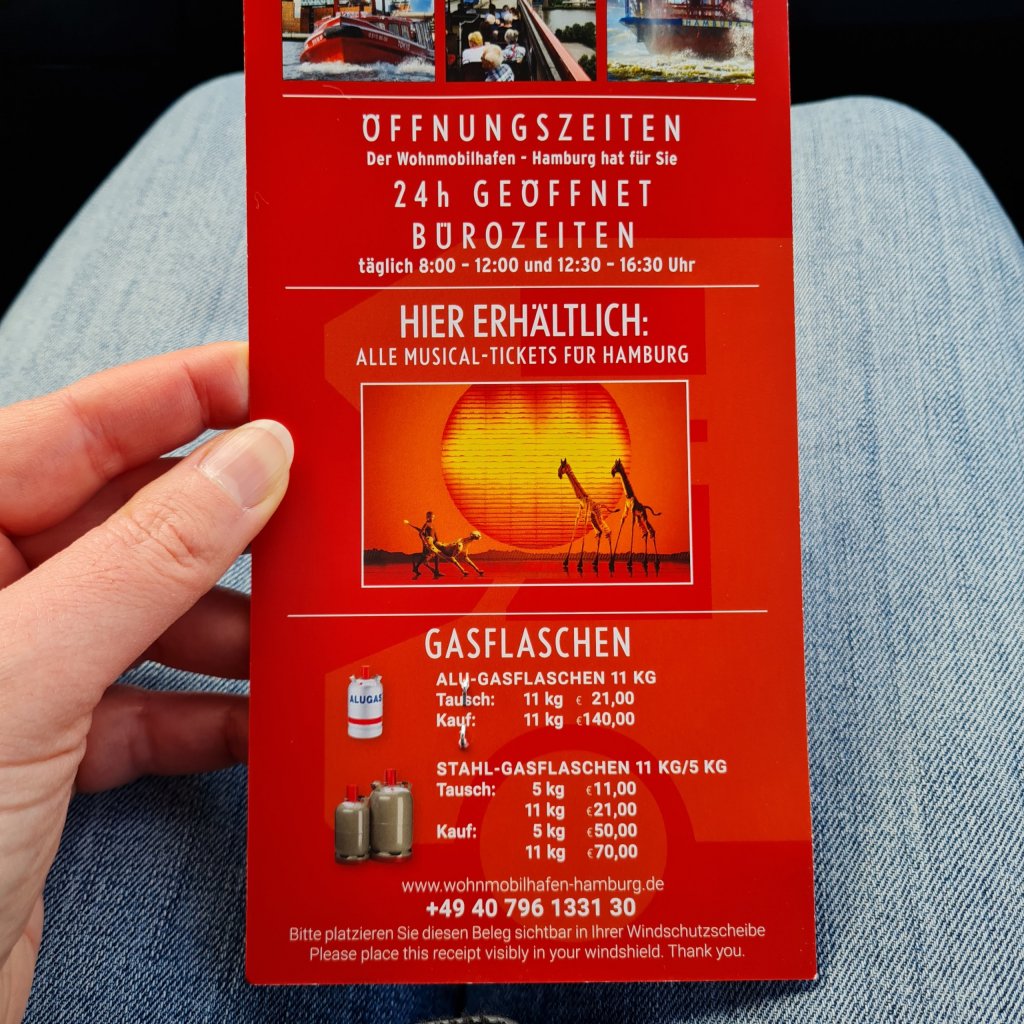 ÖFFNUNGSZEITEN
Der Wohnmobilhafen - Hamburg hat für Sie
24h GEÖFFNET
BÜROZEITEN
täglich 8:00 - 12:00 und 12:30 - 16:30 Uhr
HIER ERHÄLTLICH:
ALLE MUSICAL-TICKETS FÜR HAMBURG
GASFLASCHEN
ALUGAS
ALU-GASFLASCHEN 11 KG
Tausch: 11 kg € 21,00
Kauf: 11 kg €140,00
STAHL-GASFLASCHEN 11 KG/5 KG
Tausch: 5 kg €11,00
11 kg €21,00
Kauf: 5 kg €50,00
11 kg €70,00
www.wohnmobilhafen-hamburg.de
+49 40 796 1331 30
Bitte platzieren Sie diesen Beleg sichtbar in Ihrer Windschutzscheibe
Please place this receipt visibly in your windshield. Thank you.